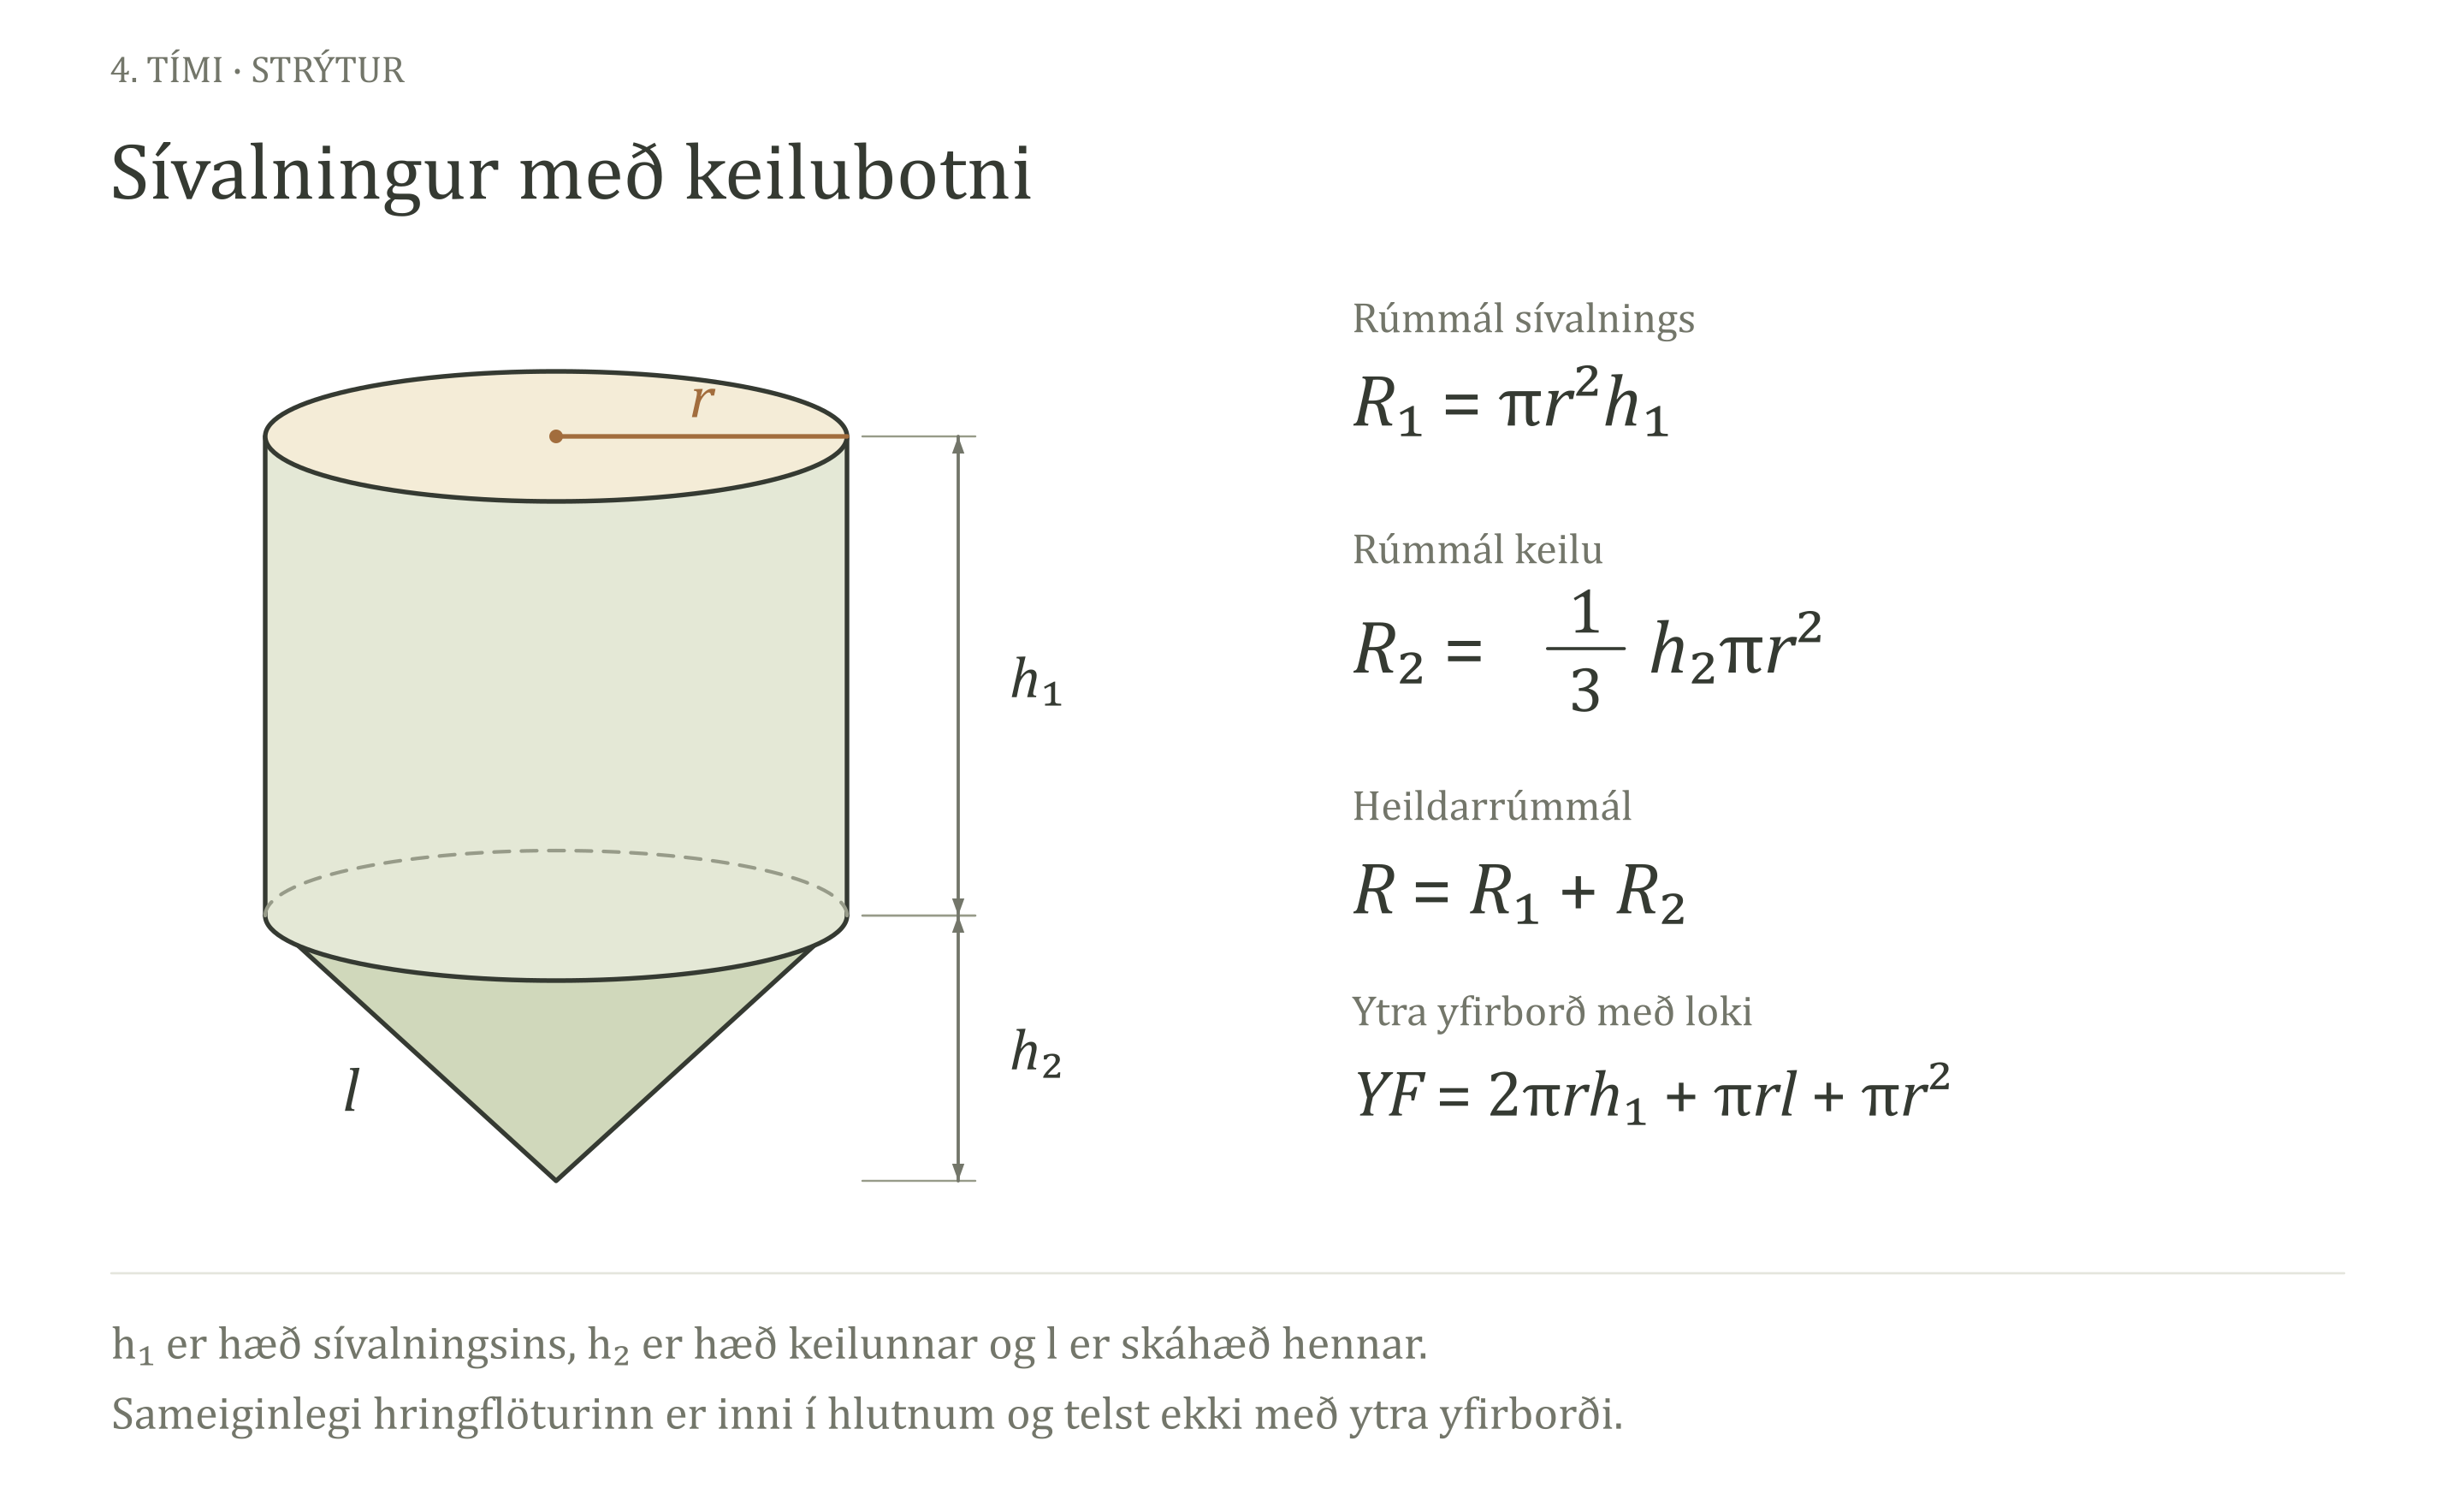 4. TÍMI · STRÝTUR
Sívalningur með keilubotni
r
h₁
h₂
l
Rúmmál sívalnings
R₁ = πr²h₁
Rúmmál keilu
R₂ = 1/3 h₂πr²
Heildarrúmmál
R = R₁ + R₂
Ytra yfirborð með loki
YF = 2πrh₁ + πrl + πr²
h₁ er hæð sívalningsins, h₂ er hæð keilunnar og l er skáhæð hennar.
Sameiginlegi hringflöturinn er inni í hlutnum og telst ekki með ytra yfirborði.